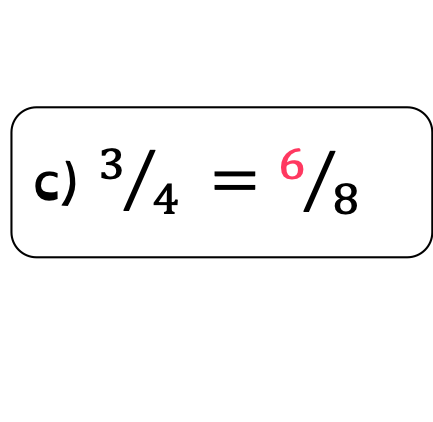 c) 3/4 = 6/8